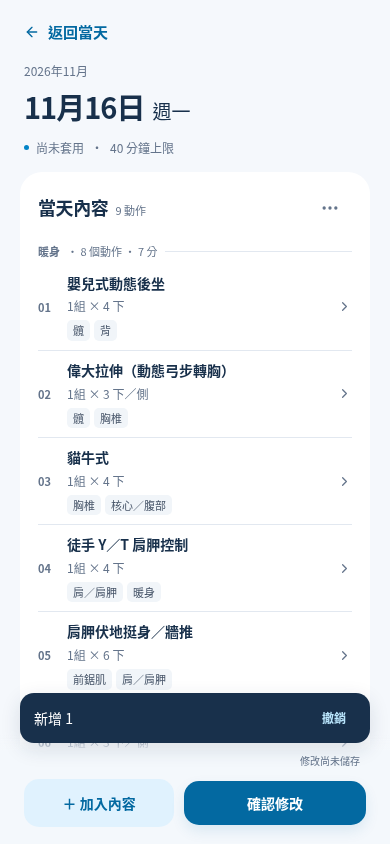 ← 返回當天
2026年11月
11月16日 週一
尚未套用 · 40 分鐘上限
當天內容 9 動作
暖身 · 8 個動作 · 7 分
01
嬰兒式動態後坐
1組 × 4 下
髖 背
02
偉大拉伸（動態弓步轉胸）
1組 × 3 下／側
髖 胸椎
03
貓牛式
1組 × 4 下
胸椎 核心／腹部
04
徒手 Y／T 肩胛控制
1組 × 4 下
肩／肩胛 暖身
05
肩胛伏地挺身／牆推
1組 × 6 下
前鋸肌 肩／肩胛
新增 1 撤銷
修改尚未儲存
＋ 加入內容
確認修改